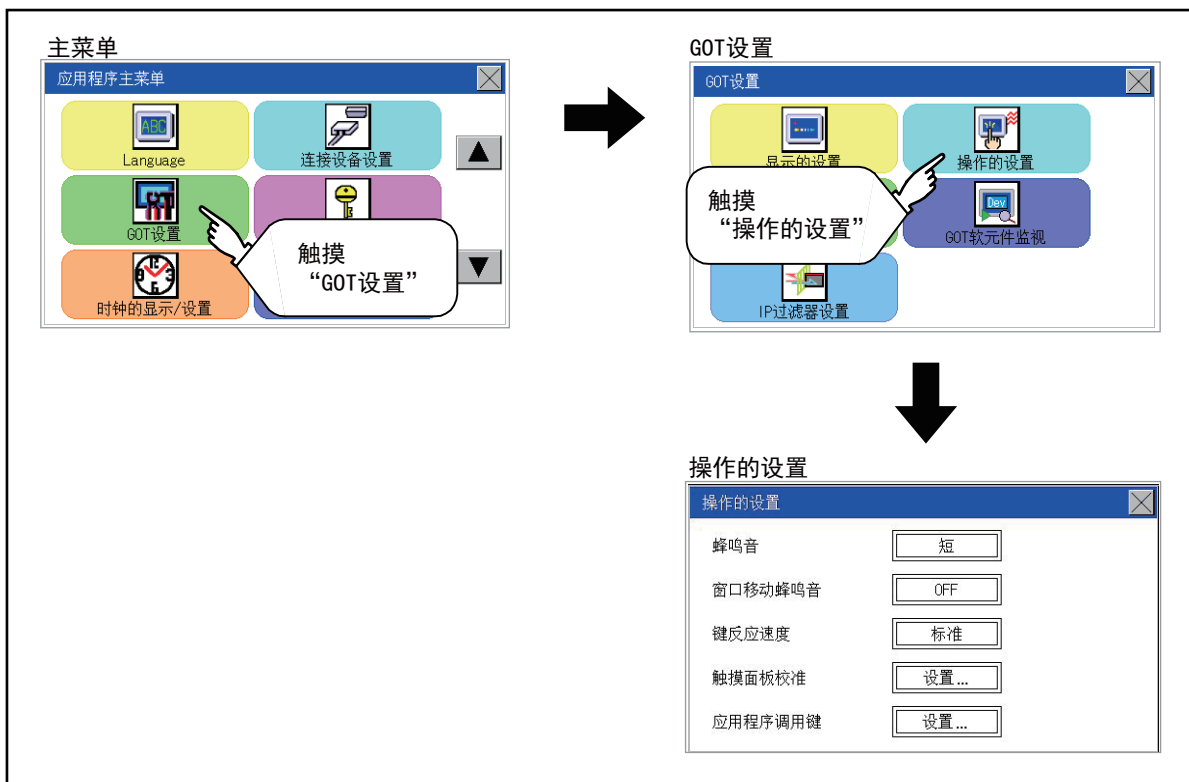 主菜单
应用程序主菜单
ABC
Language
连接设备设置
GOT设置
时钟的显示/设置
触摸
“GOT设置”
GOT设置
GOT设置
显示的设置
操作的设置
触摸
“操作的设置”
Dev
GOT软元件监视
IP过滤器设置
操作的设置
操作的设置
蜂鸣音
短
窗口移动蜂鸣音
OFF
键反应速度
标准
触摸面板校准
设置...
应用程序调用键
设置...